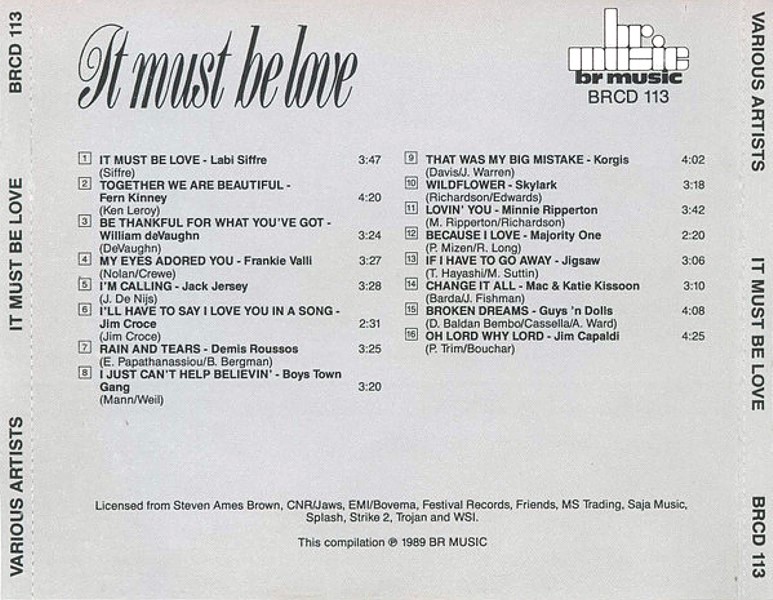 BRCD 113
IT MUST BE LOVE
VARIOUS ARTISTS
It must be love
br music
br music
BRCD 113
1 IT MUST BE LOVE - Labi Siffre 3:47
(Siffre)
2 TOGETHER WE ARE BEAUTIFUL -
Fern Kinney 4:20
(Ken Leroy)
3 BE THANKFUL FOR WHAT YOU'VE GOT -
William deVaughn 3:24
(DeVaughn)
4 MY EYES ADORED YOU - Frankie Valli 3:27
(Nolan/Crewe)
5 I'M CALLING - Jack Jersey 3:28
(J. De Nijs)
6 I'LL HAVE TO SAY I LOVE YOU IN A SONG -
Jim Croce 2:31
(Jim Croce)
7 RAIN AND TEARS - Demis Roussos 3:25
(E. Papathanassiou/B. Bergman)
8 I JUST CAN'T HELP BELIEVIN' - Boys Town
Gang 3:20
(Mann/Weil)
9 THAT WAS MY BIG MISTAKE - Korgis 4:02
(Davis/J. Warren)
10 WILDFLOWER - Skylark 3:18
(Richardson/Edwards)
11 LOVIN' YOU - Minnie Ripperton 3:42
(M. Ripperton/Richardson)
12 BECAUSE I LOVE - Majority One 2:20
(P. Mizen/R. Long)
13 IF I HAVE TO GO AWAY - Jigsaw 3:06
(T. Hayashi/M. Suttin)
14 CHANGE IT ALL - Mac & Katie Kissoon 3:10
(Barda/J. Fishman)
15 BROKEN DREAMS - Guys 'n Dolls 4:08
(D. Baldan Bembo/Cassella/A. Ward)
16 OH LORD WHY LORD - Jim Capaldi 4:25
(P. Trim/Bouchar)
Licensed from Steven Ames Brown, CNR/Jaws, EMI/Bovema, Festival Records, Friends, MS Trading, Saja Music,
Splash, Strike 2, Trojan and WSI.
This compilation ℗ 1989 BR MUSIC
VARIOUS ARTISTS
IT MUST BE LOVE
BRCD 113